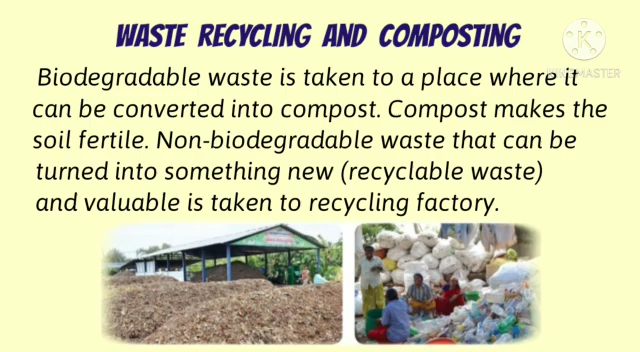 WASTE RECYCLING AND COMPOSTING
Biodegradable waste is taken to a place where it
can be converted into compost. Compost makes the
soil fertile. Non-biodegradable waste that can be
turned into something new (recyclable waste)
and valuable is taken to recycling factory.
K
KINEMASTER